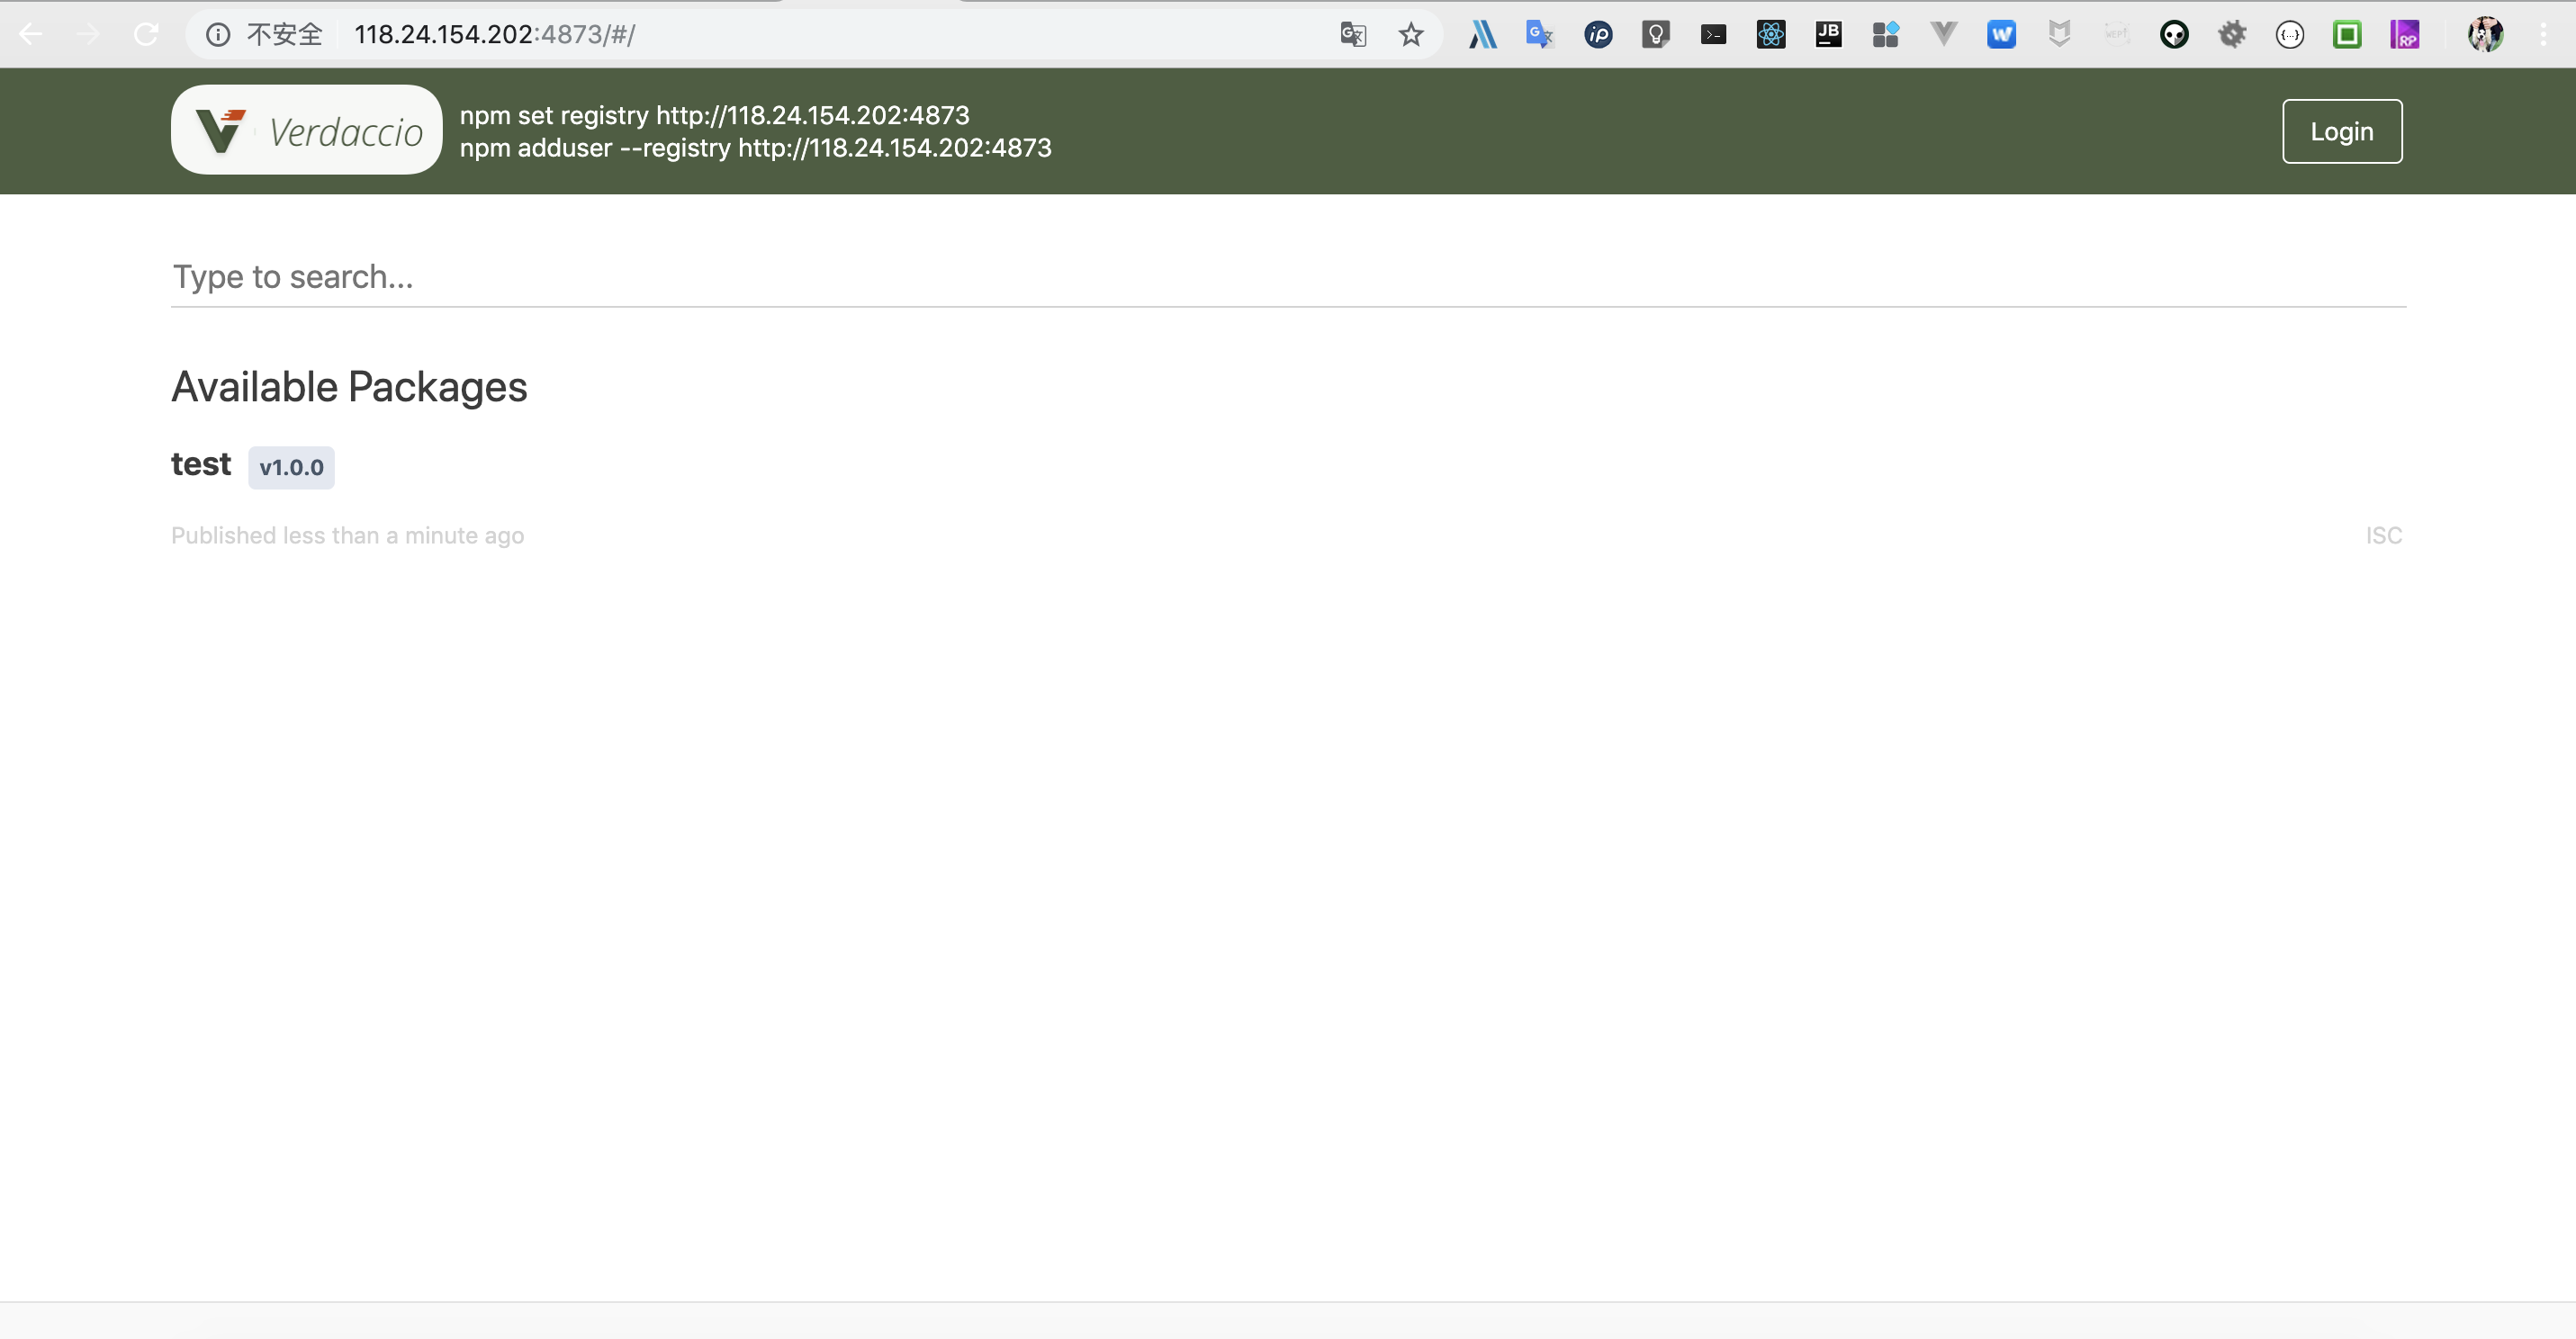 不安全 118.24.154.202:4873/#/
JB
W
RP
Verdaccio
npm set registry http://118.24.154.202:4873
npm adduser --registry http://118.24.154.202:4873
Login
Type to search...
Available Packages
test v1.0.0
Published less than a minute ago
ISC